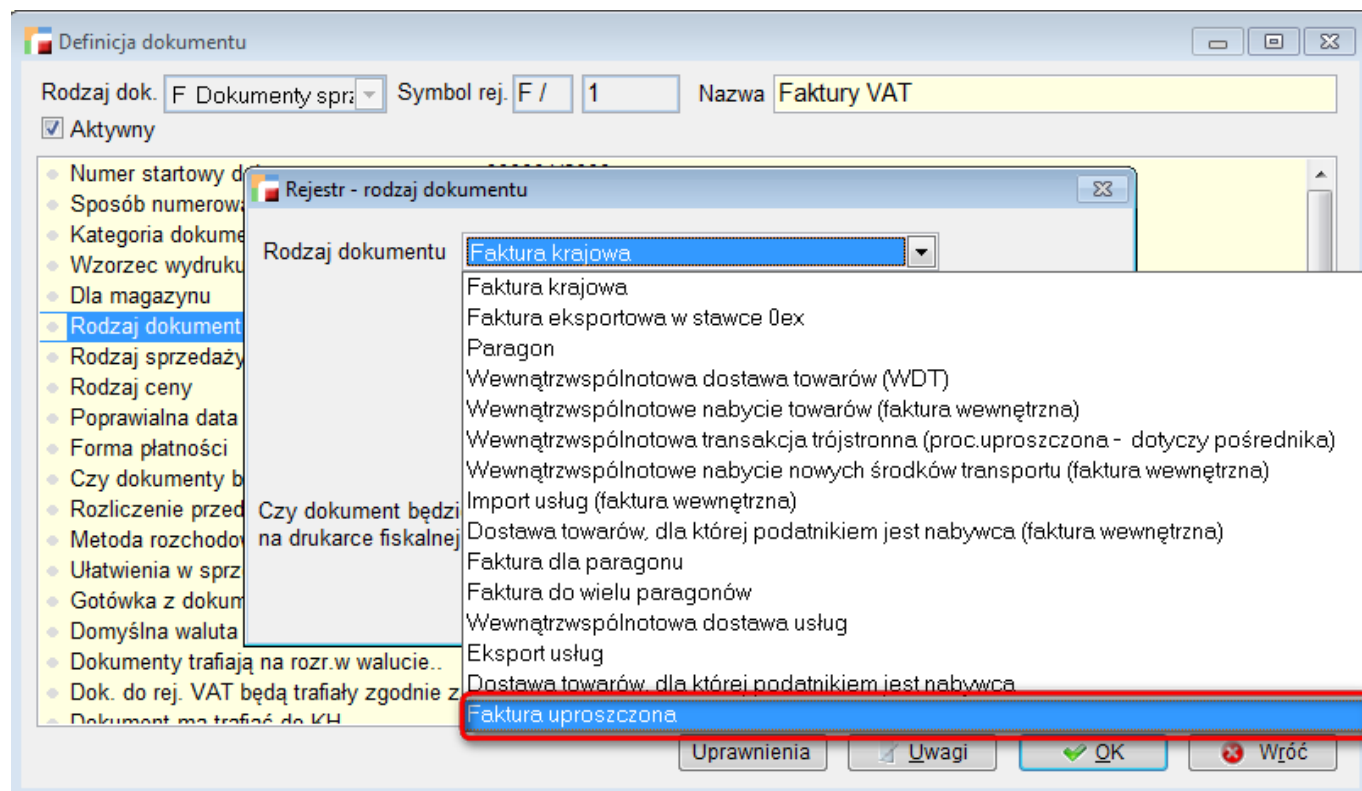 Definicja dokumentu
Rodzaj dok. F Dokumenty sprz Symbol rej. F / 1 Nazwa Faktury VAT
Aktywny
Numer startowy d
Sposób numerowa
Kategoria dokume
Wzorzec wydruku
Dla magazynu
Rodzaj dokument
Rodzaj sprzedaży
Rodzaj ceny
Poprawialna data
Forma płatności
Czy dokumenty b
Rozliczenie przed
Metoda rozchodow
Ułatwienia w sprz
Gotówka z dokum
Domyślna waluta
Dokumenty trafiają na rozr.w walucie..
Dok. do rej. VAT będą trafiały zgodnie z
Dokument ma trafiać do KH
Rejestr - rodzaj dokumentu
Rodzaj dokumentu Faktura krajowa
Czy dokument będzi
na drukarce fiskalnej
Faktura krajowa
Faktura eksportowa w stawce 0ex
Paragon
Wewnątrzwspólnotowa dostawa towarów (WDT)
Wewnątrzwspólnotowe nabycie towarów (faktura wewnętrzna)
Wewnątrzwspólnotowa transakcja trójstronna (proc.uproszczona - dotyczy pośrednika)
Wewnątrzwspólnotowe nabycie nowych środków transportu (faktura wewnętrzna)
Import usług (faktura wewnętrzna)
Dostawa towarów, dla której podatnikiem jest nabywca (faktura wewnętrzna)
Faktura dla paragonu
Faktura do wielu paragonów
Wewnątrzwspólnotowa dostawa usług
Eksport usług
Dostawa towarów, dla której podatnikiem jest nabywca
Faktura uproszczona
Uprawnienia Uwagi OK Wróć